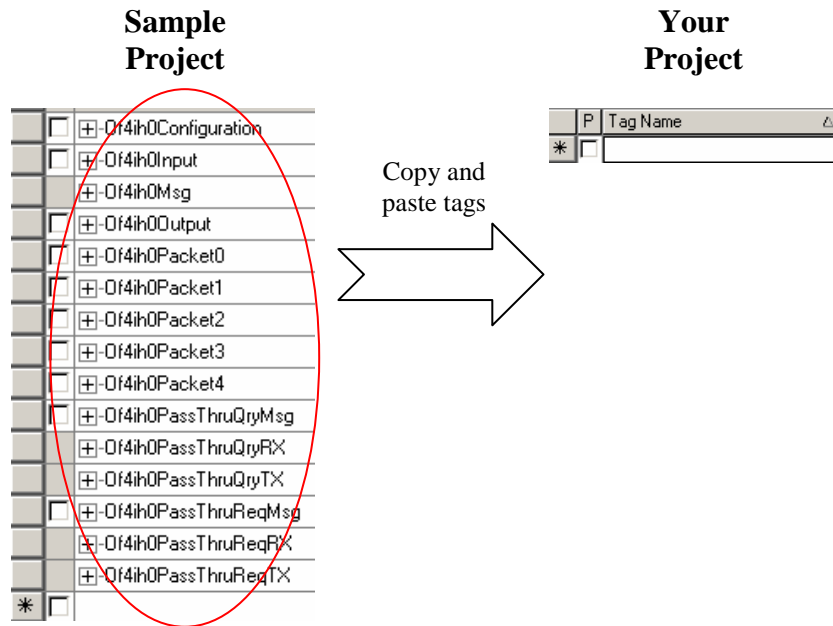 Sample
Project
Your
Project
Of4ih0Configuration
Of4ih0Input
Of4ih0Msg
Of4ih0Output
Of4ih0Packet0
Of4ih0Packet1
Of4ih0Packet2
Of4ih0Packet3
Of4ih0Packet4
Of4ih0PassThruQryMsg
Of4ih0PassThruQryRX
Of4ih0PassThruQryTX
Of4ih0PassThruReqMsg
Of4ih0PassThruReqRX
Of4ih0PassThruReqTX
Copy and
paste tags
P Tag Name